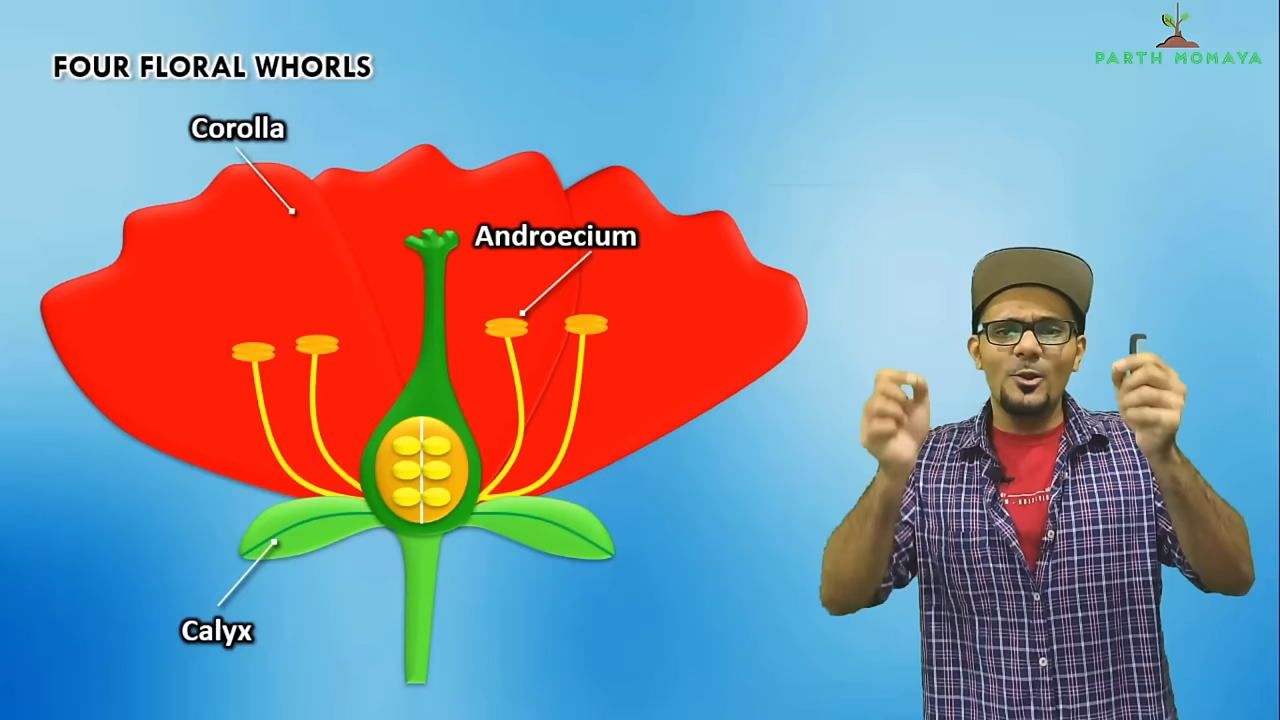 FOUR FLORAL WHORLS
PARTH MOMAYA
Corolla
Androecium
Calyx